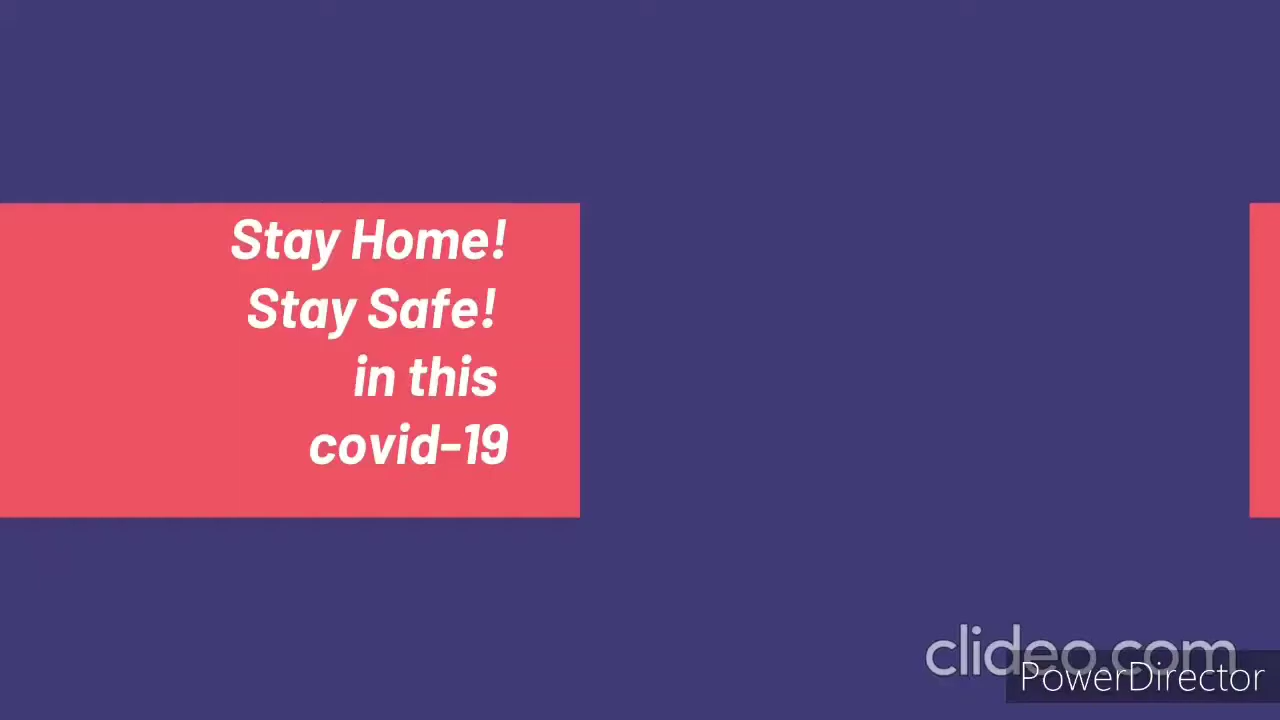 Stay Home!
Stay Safe!
in this
covid-19
clideo.com
PowerDirector